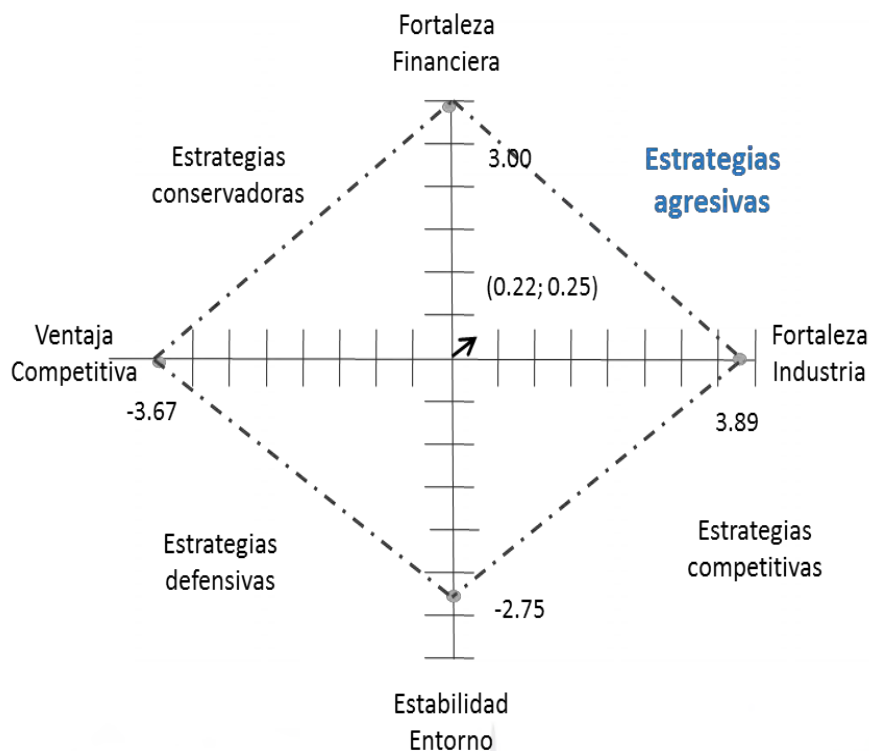 Fortaleza
Financiera
Estrategias
conservadoras
3.00
Estrategias
agresivas
(0.22; 0.25)
Ventaja
Competitiva
Fortaleza
Industria
-3.67
3.89
Estrategias
defensivas
Estrategias
competitivas
-2.75
Estabilidad
Entorno